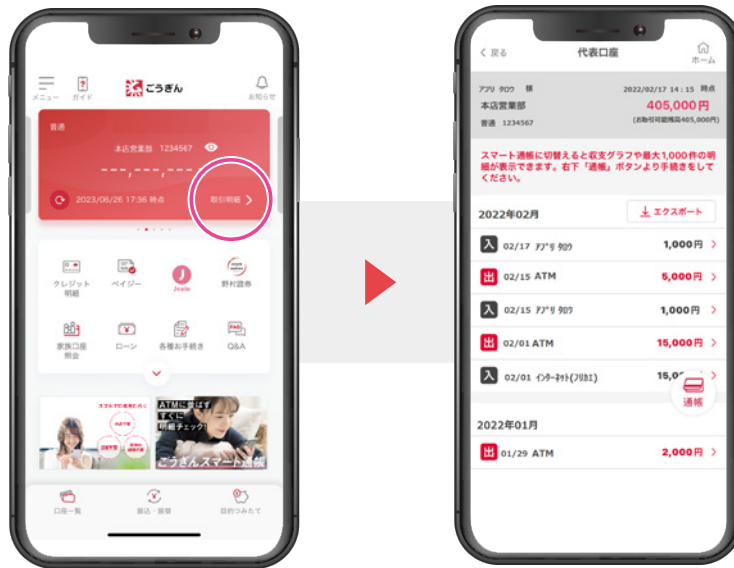 メニュー
ガイド
ごうぎん
お知らせ
普通
本店営業部 1234567
---,---,---
2023/06/26 17:36 時点
取引明細
クレジット
明細
ペイジー
J
Jcoin
野村證券
家族口座
照会
ローン
各種お手続き
FAQ
Q&A
ATMに並ばず
すぐに
明細チェック!
ごうぎんスマート通帳
口座一覧
振込・振替
目的つみたて
戻る
代表口座
ホーム
アプリ タロウ 様
2022/02/17 14:15 時点
本店営業部
405,000円
普通 1234567
(お取引可能残高405,000円)
スマート通帳に切替えると収支グラフや最大1,000件の明
細が表示できます。右下「通帳」ボタンより手続きをして
ください。
2022年02月
エクスポート
入 02/17 アプリ タロウ 1,000円
出 02/15 ATM 5,000円
入 02/15 アプリ タロウ 1,000円
出 02/01 ATM 15,000円
入 02/01 インターネット(フリカエ) 15,0
通帳
2022年01月
出 01/29 ATM 2,000円